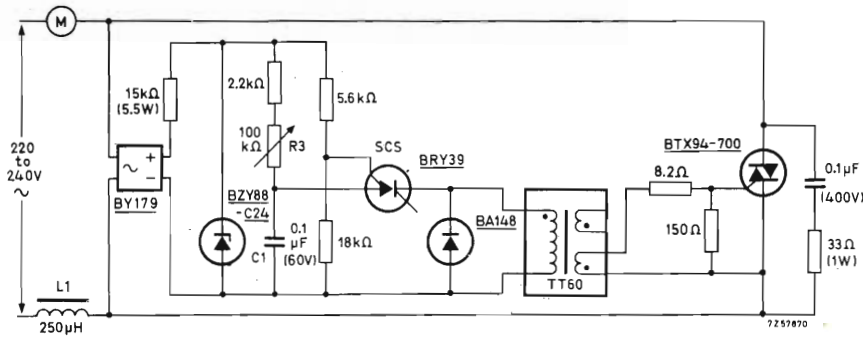 M
220
to
240V
~
L1
250μH
15kΩ
(5.5W)
~
+
−
BY179
2.2kΩ
100
kΩ
R3
BZY88
-C24
0.1
μF
(60V)
C1
5.6kΩ
18kΩ
SCS
BRY39
BA148
TT60
8.2Ω
150Ω
BTX94-700
0.1μF
(400V)
33Ω
(1W)
7Z57870